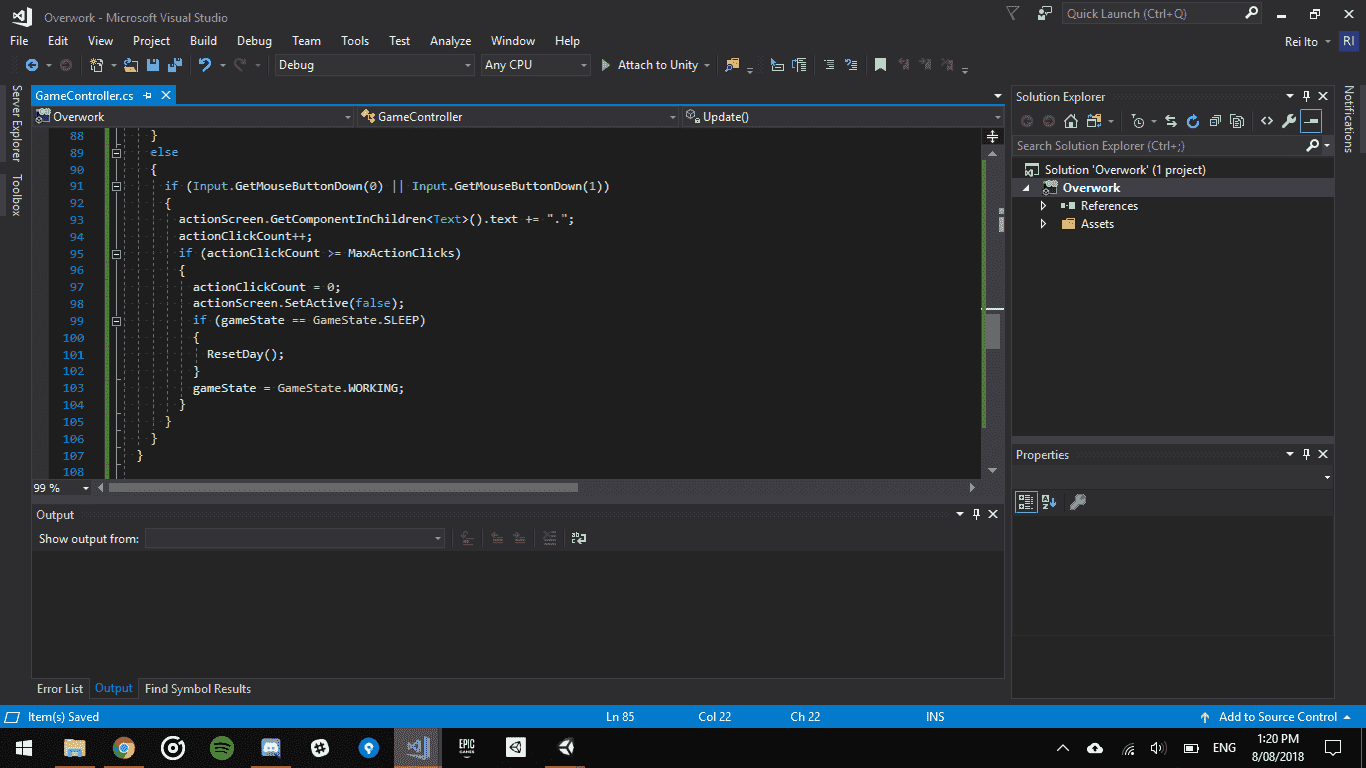 Overwork - Microsoft Visual Studio
Quick Launch (Ctrl+Q)
File Edit View Project Build Debug Team Tools Test Analyze Window Help
Rei Ito RI
Debug Any CPU Attach to Unity
Server Explorer
Toolbox
GameController.cs
Overwork GameController Update()
88 }
89 else
90 {
91 if (Input.GetMouseButtonDown(0) || Input.GetMouseButtonDown(1))
92 {
93 actionScreen.GetComponentInChildren<Text>().text += ".";
94 actionClickCount++;
95 if (actionClickCount >= MaxActionClicks)
96 {
97 actionClickCount = 0;
98 actionScreen.SetActive(false);
99 if (gameState == GameState.SLEEP)
100 {
101 ResetDay();
102 }
103 gameState = GameState.WORKING;
104 }
105 }
106 }
107 }
108
99 %
Solution Explorer
Search Solution Explorer (Ctrl+;)
Solution 'Overwork' (1 project)
Overwork
References
Assets
Notifications
Properties
Output
Show output from:
Error List Output Find Symbol Results
Item(s) Saved Ln 85 Col 22 Ch 22 INS Add to Source Control
EPIC GAMES
ENG
1:20 PM
8/08/2018